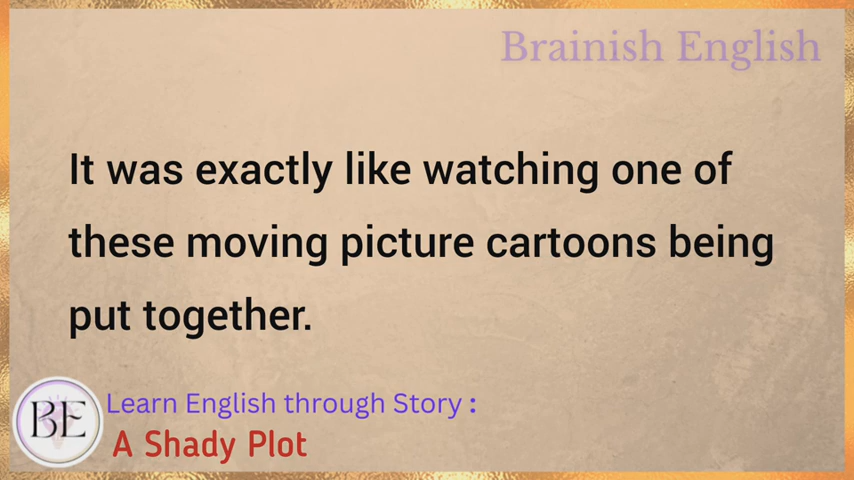 Brainish English
It was exactly like watching one of
these moving picture cartoons being
put together.
BE
Learn English through Story :
A Shady Plot